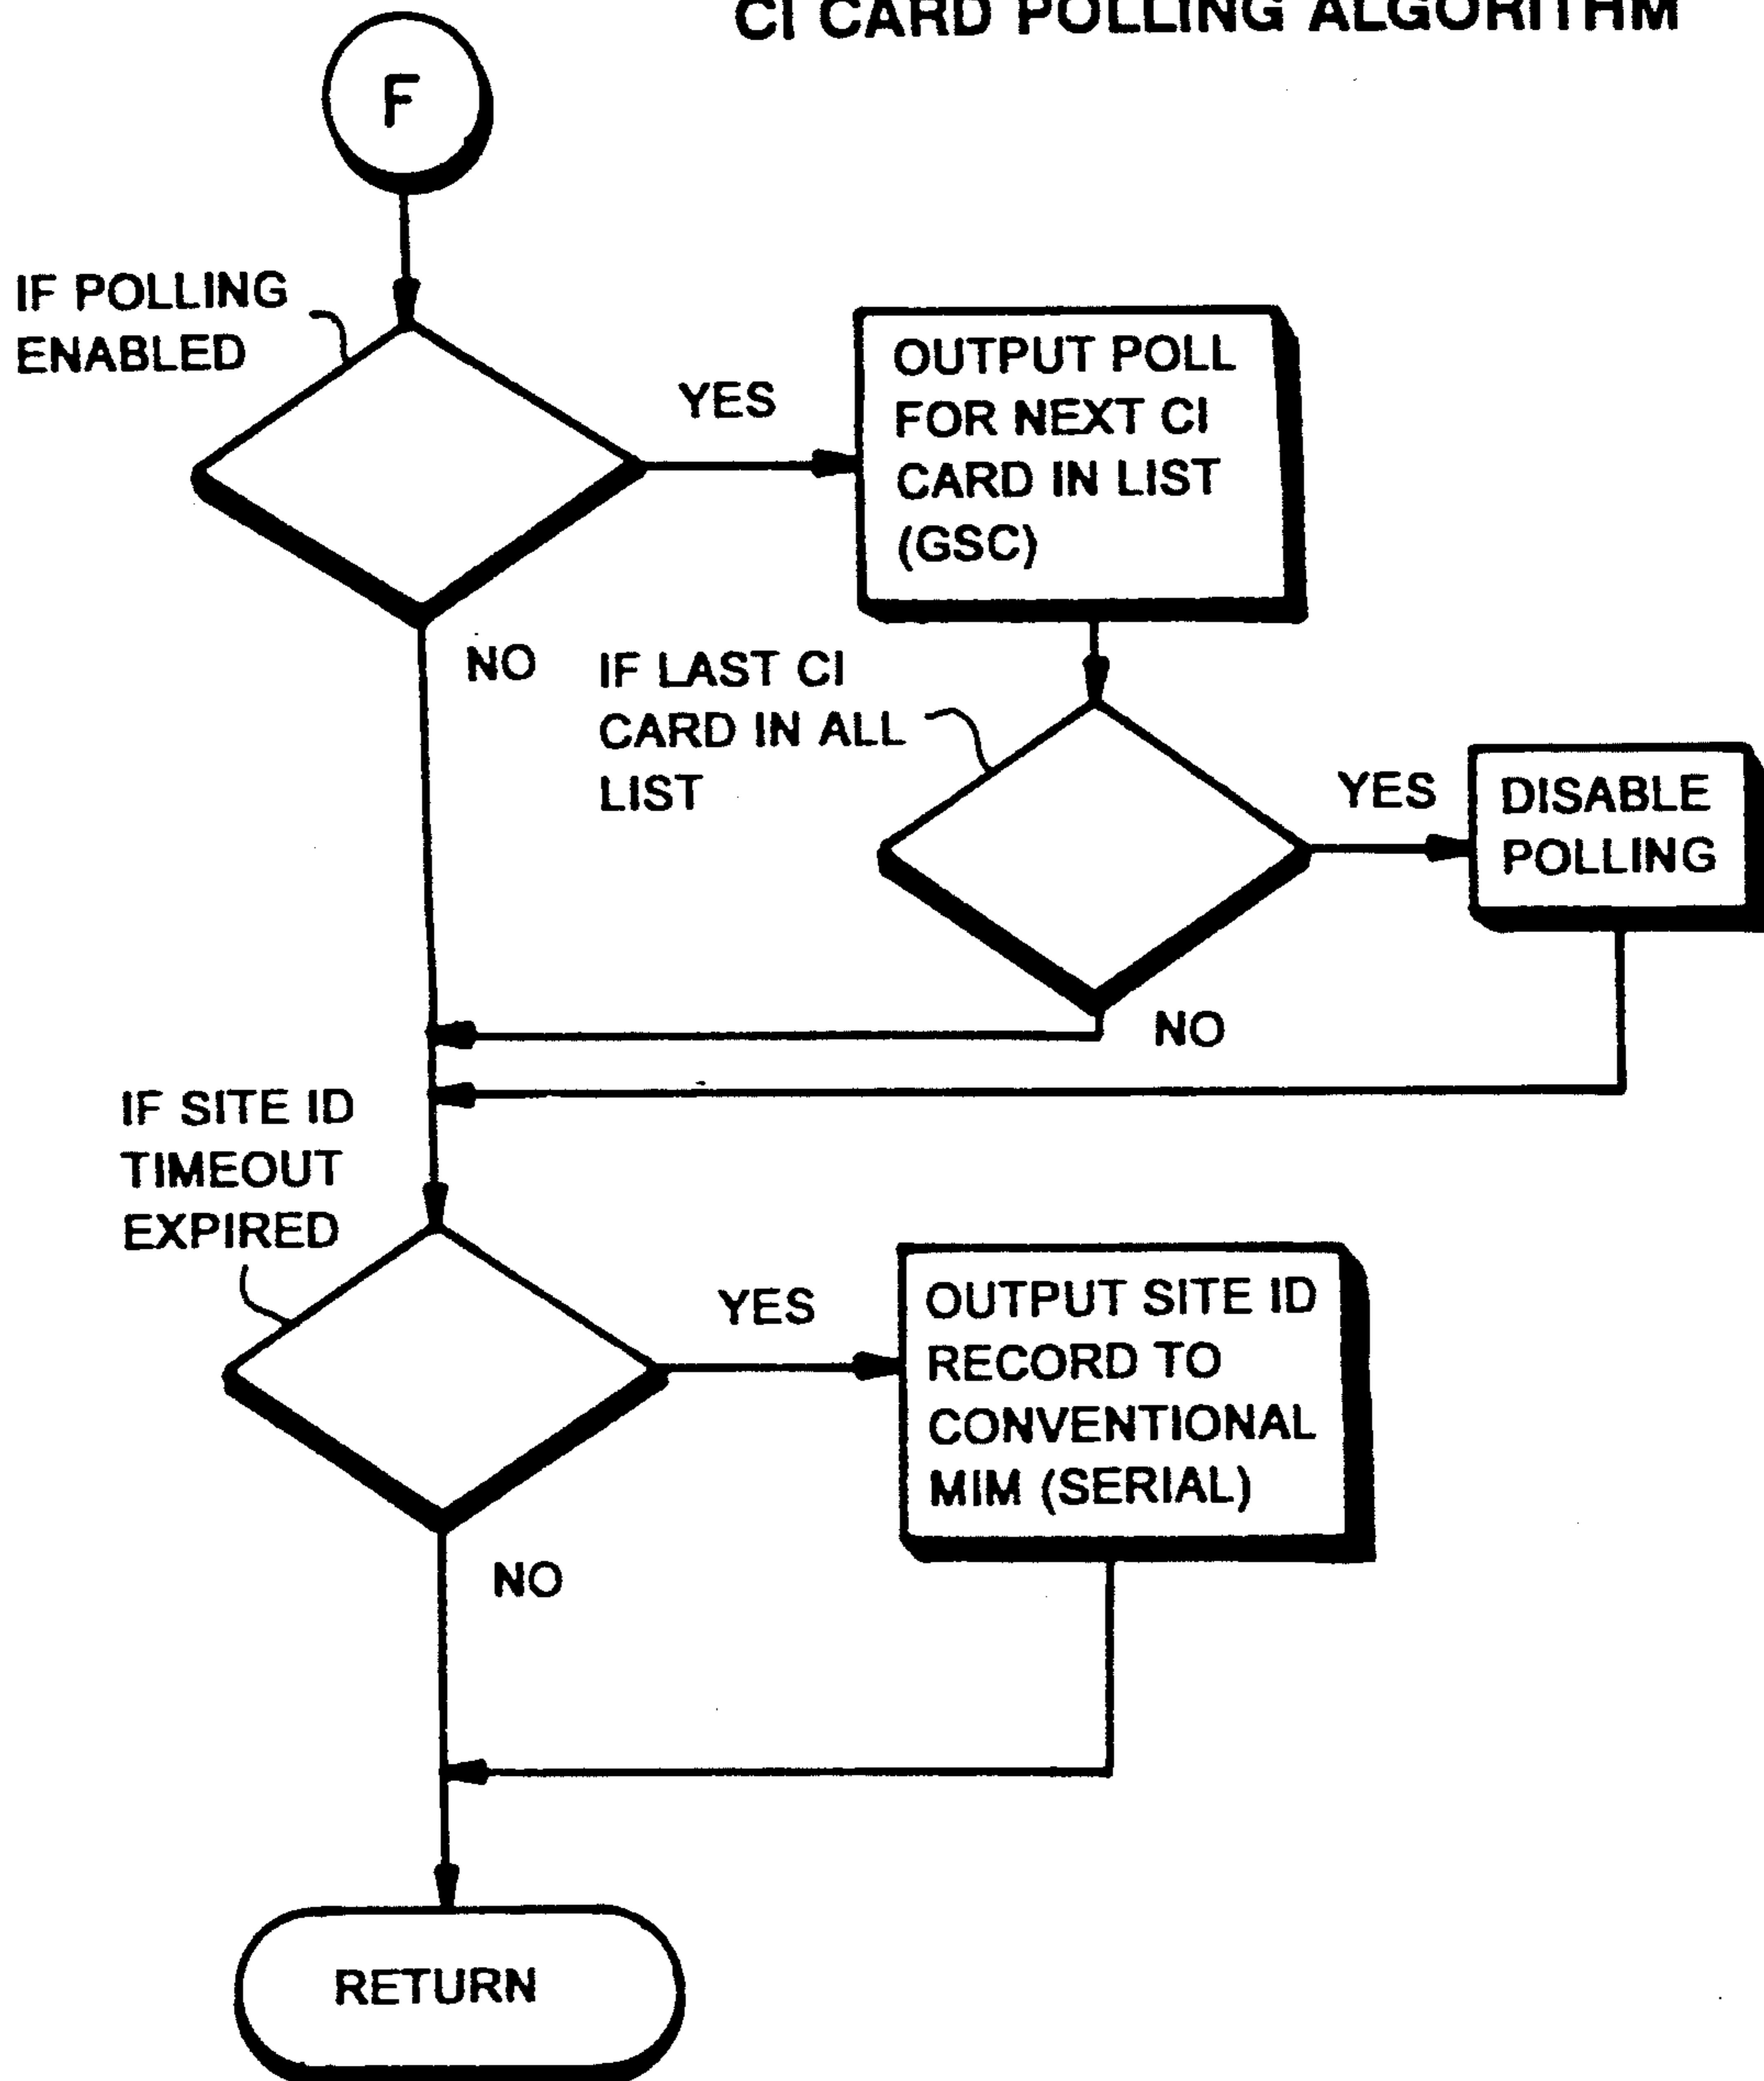 CI CARD POLLING ALGORITHM
F
IF POLLING
ENABLED
YES
OUTPUT POLL
FOR NEXT CI
CARD IN LIST
(GSC)
NO
IF LAST CI
CARD IN ALL
LIST
YES
DISABLE
POLLING
NO
IF SITE ID
TIMEOUT
EXPIRED
YES
OUTPUT SITE ID
RECORD TO
CONVENTIONAL
MIM (SERIAL)
NO
RETURN